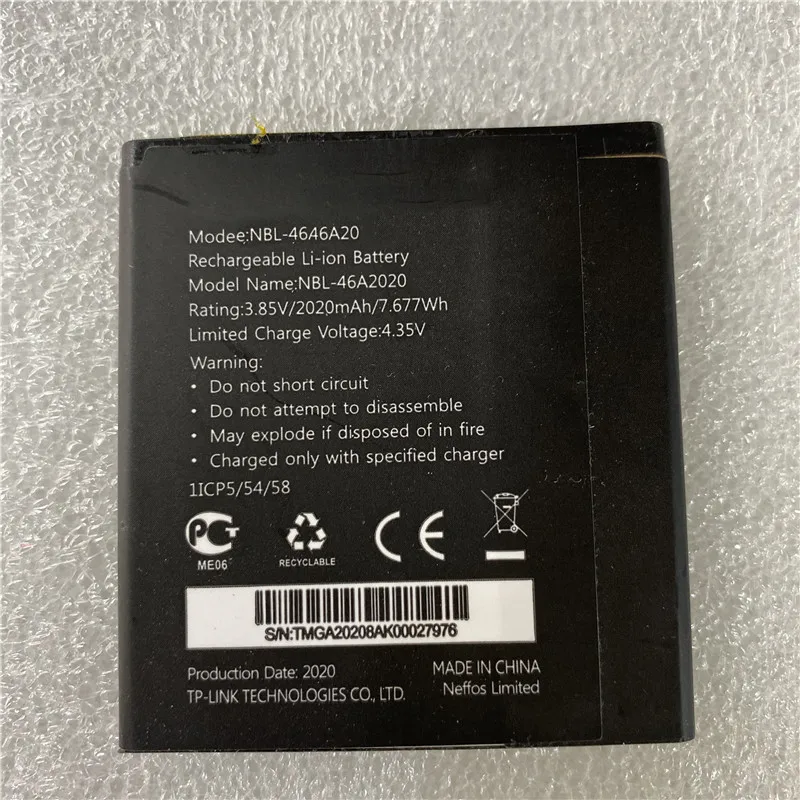 Modee:NBL-4646A20
Rechargeable Li-ion Battery
Model Name:NBL-46A2020
Rating:3.85V/2020mAh/7.677Wh
Limited Charge Voltage:4.35V
Warning:
• Do not short circuit
• Do not attempt to disassemble
• May explode if disposed of in fire
• Charged only with specified charger
1ICP5/54/58
PCT
ME06
RECYCLABLE
CE
S/N:TMGA20208AK00027976
Production Date: 2020
MADE IN CHINA
TP-LINK TECHNOLOGIES CO., LTD.
Neffos Limited